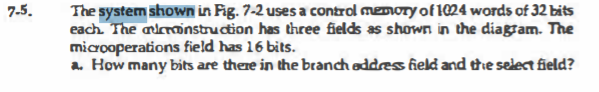 7-5. The system shown in Fig. 7-2 uses a control memory of 1024 words of 32 bits
each. The microinstruction has three fields as shown in the diagram. The
microoperations field has 16 bits.
a. How many bits are there in the branch address field and the select field?